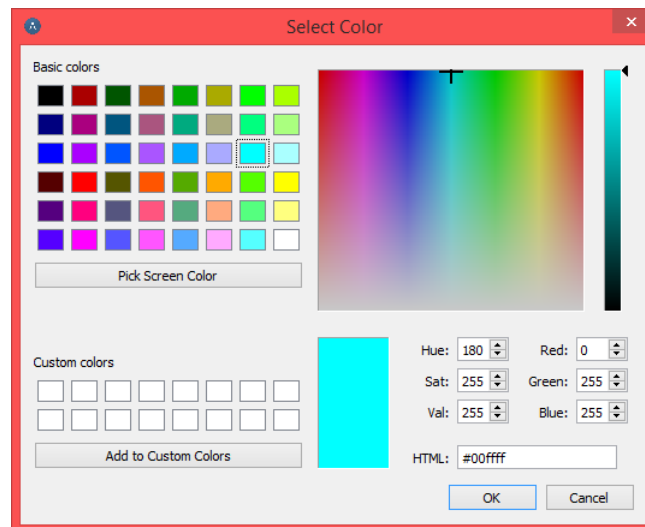 Select Color
Basic colors
Pick Screen Color
Custom colors
Add to Custom Colors
Hue: 180 Red: 0
Sat: 255 Green: 255
Val: 255 Blue: 255
HTML: #00ffff
OK Cancel